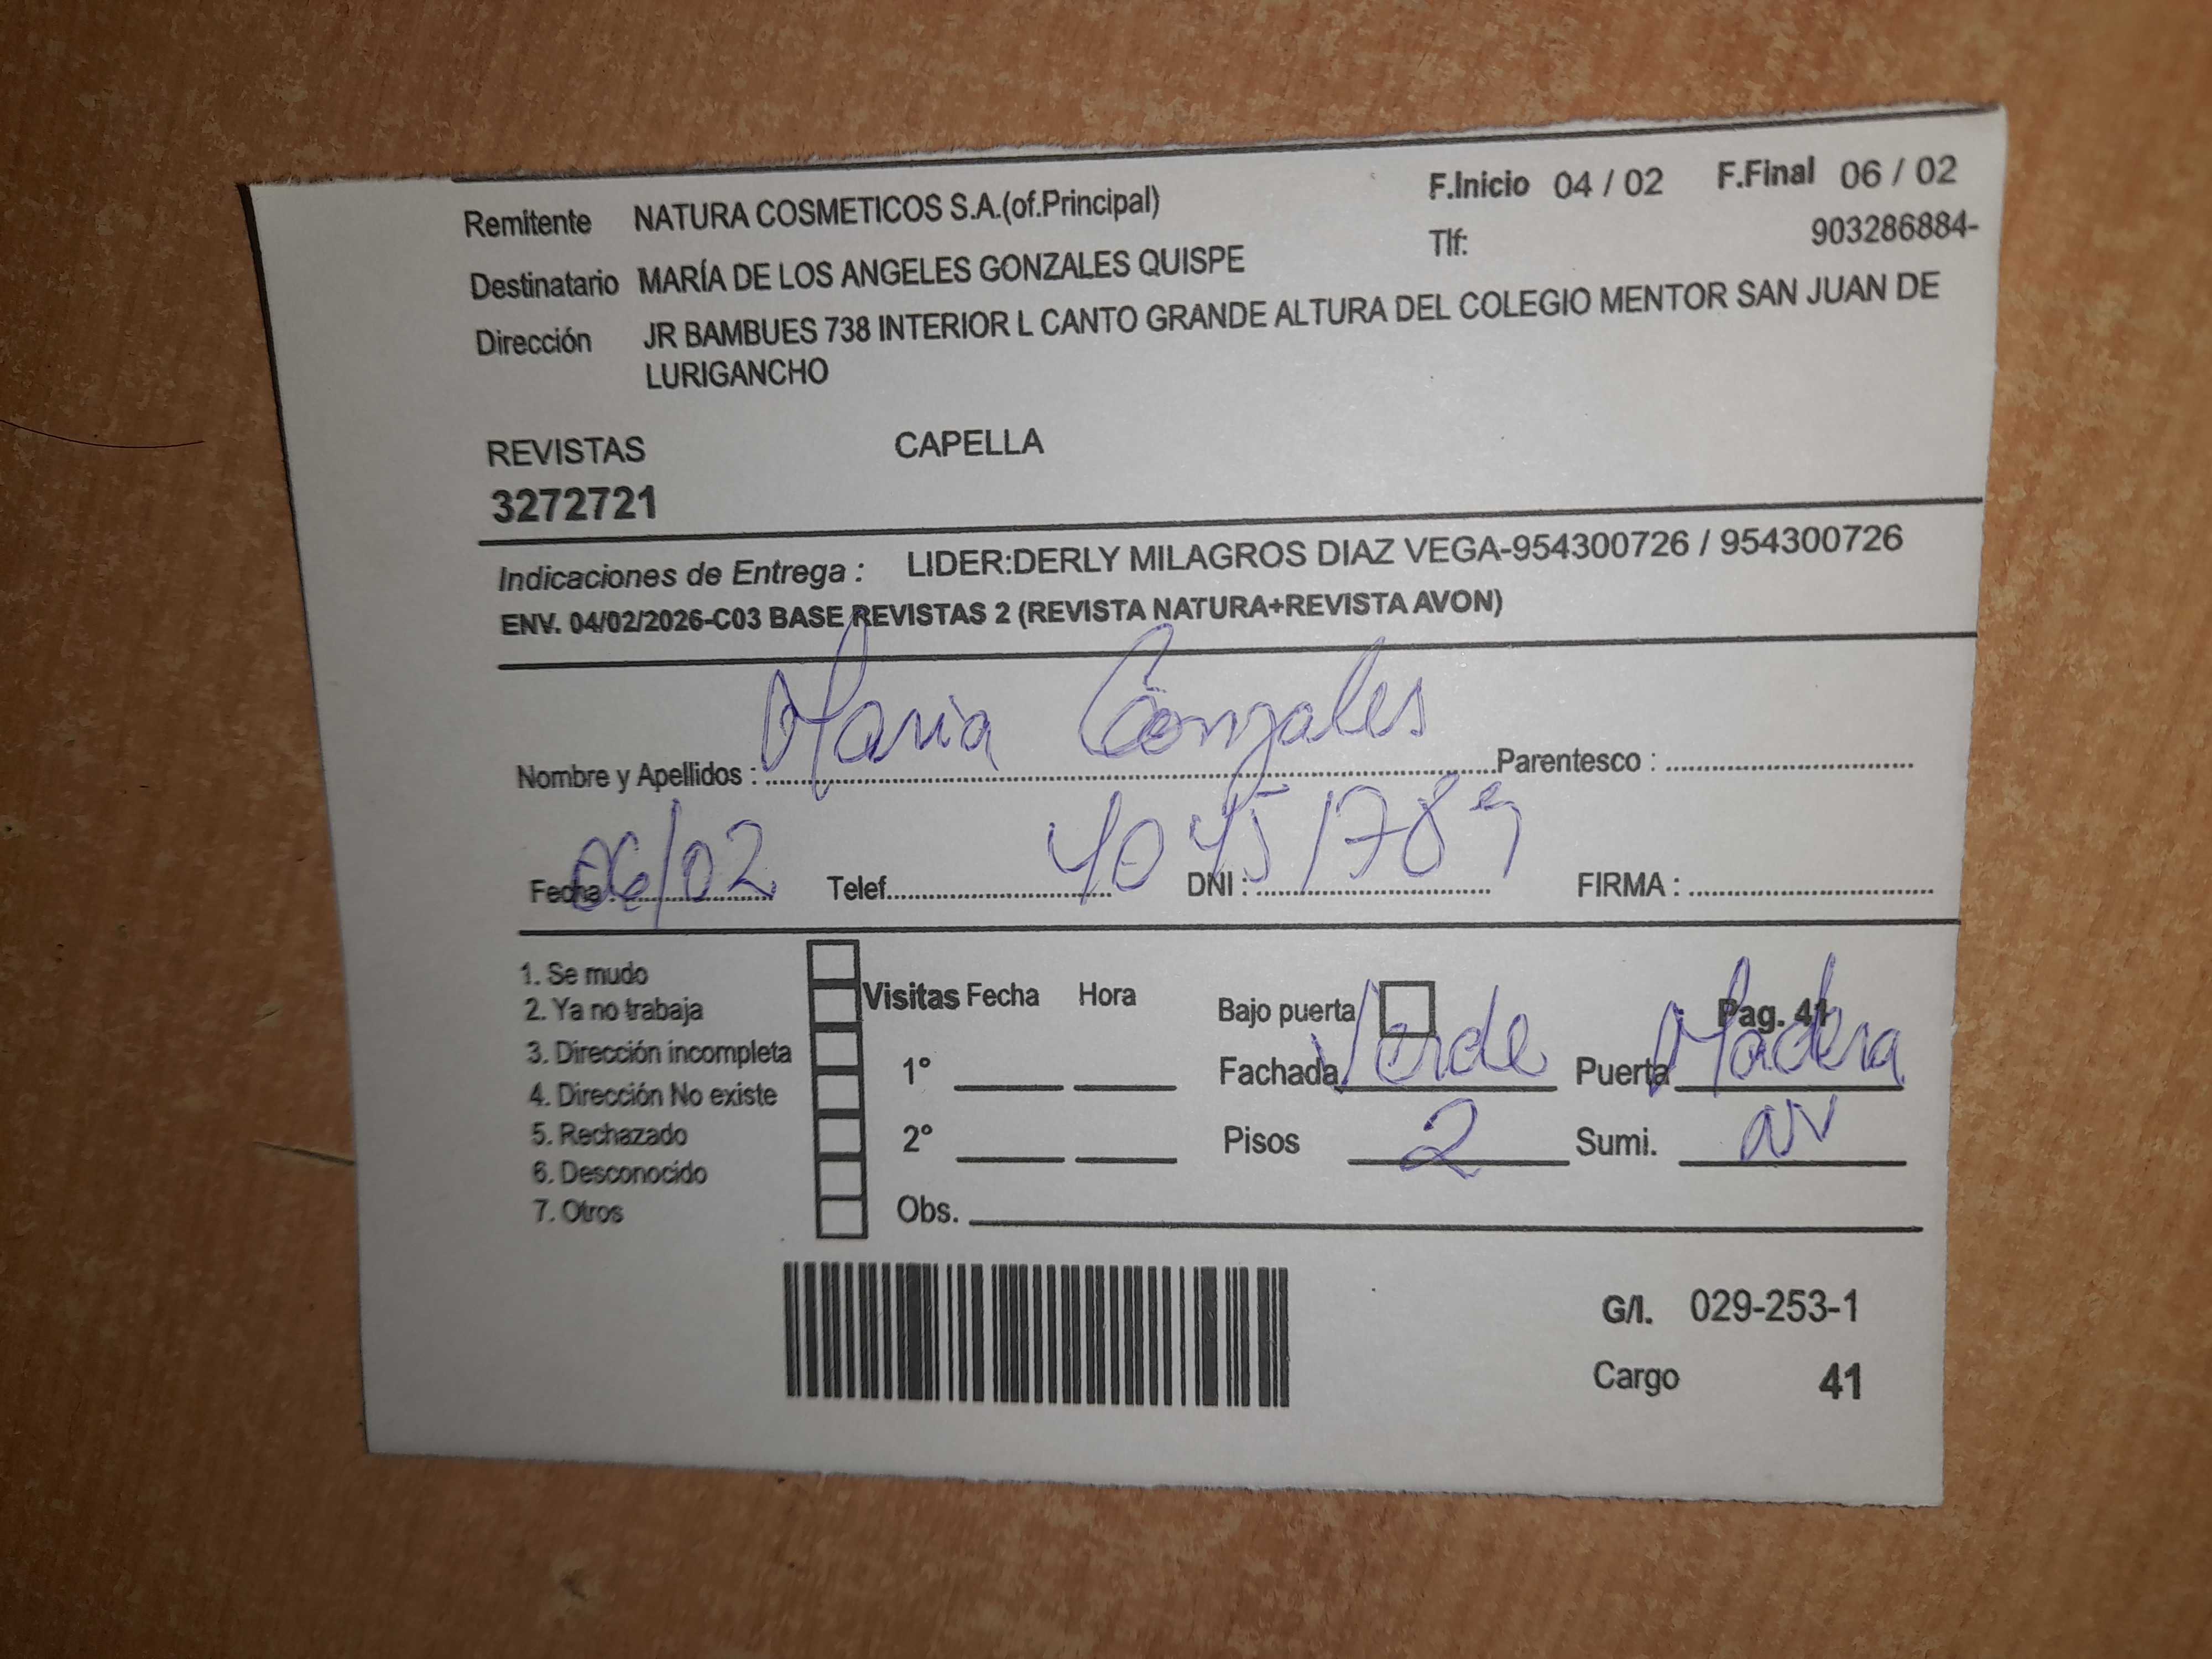 Remitente NATURA COSMETICOS S.A.(of.Principal) F.Inicio 04 / 02 F.Final 06 / 02
Destinatario MARÍA DE LOS ANGELES GONZALES QUISPE Tlf: 903286884-
Dirección JR BAMBUES 738 INTERIOR L CANTO GRANDE ALTURA DEL COLEGIO MENTOR SAN JUAN DE
LURIGANCHO
REVISTAS CAPELLA
3272721
Indicaciones de Entrega : LIDER:DERLY MILAGROS DIAZ VEGA-954300726 / 954300726
ENV. 04/02/2026-C03 BASE REVISTAS 2 (REVISTA NATURA+REVISTA AVON)
Nombre y Apellidos : Maria Gonzales Parentesco :
Fecha : 06/02 Telef. DNI : 40451789 FIRMA :
1. Se mudo
2. Ya no trabaja
3. Dirección incompleta
4. Dirección No existe
5. Rechazado
6. Desconocido
7. Otros
Visitas Fecha Hora
1°
2°
Obs.
Bajo puerta Pag. 41
Fachada Verde Puerta Madera
Pisos 2 Sumi.
G/I. 029-253-1
Cargo 41